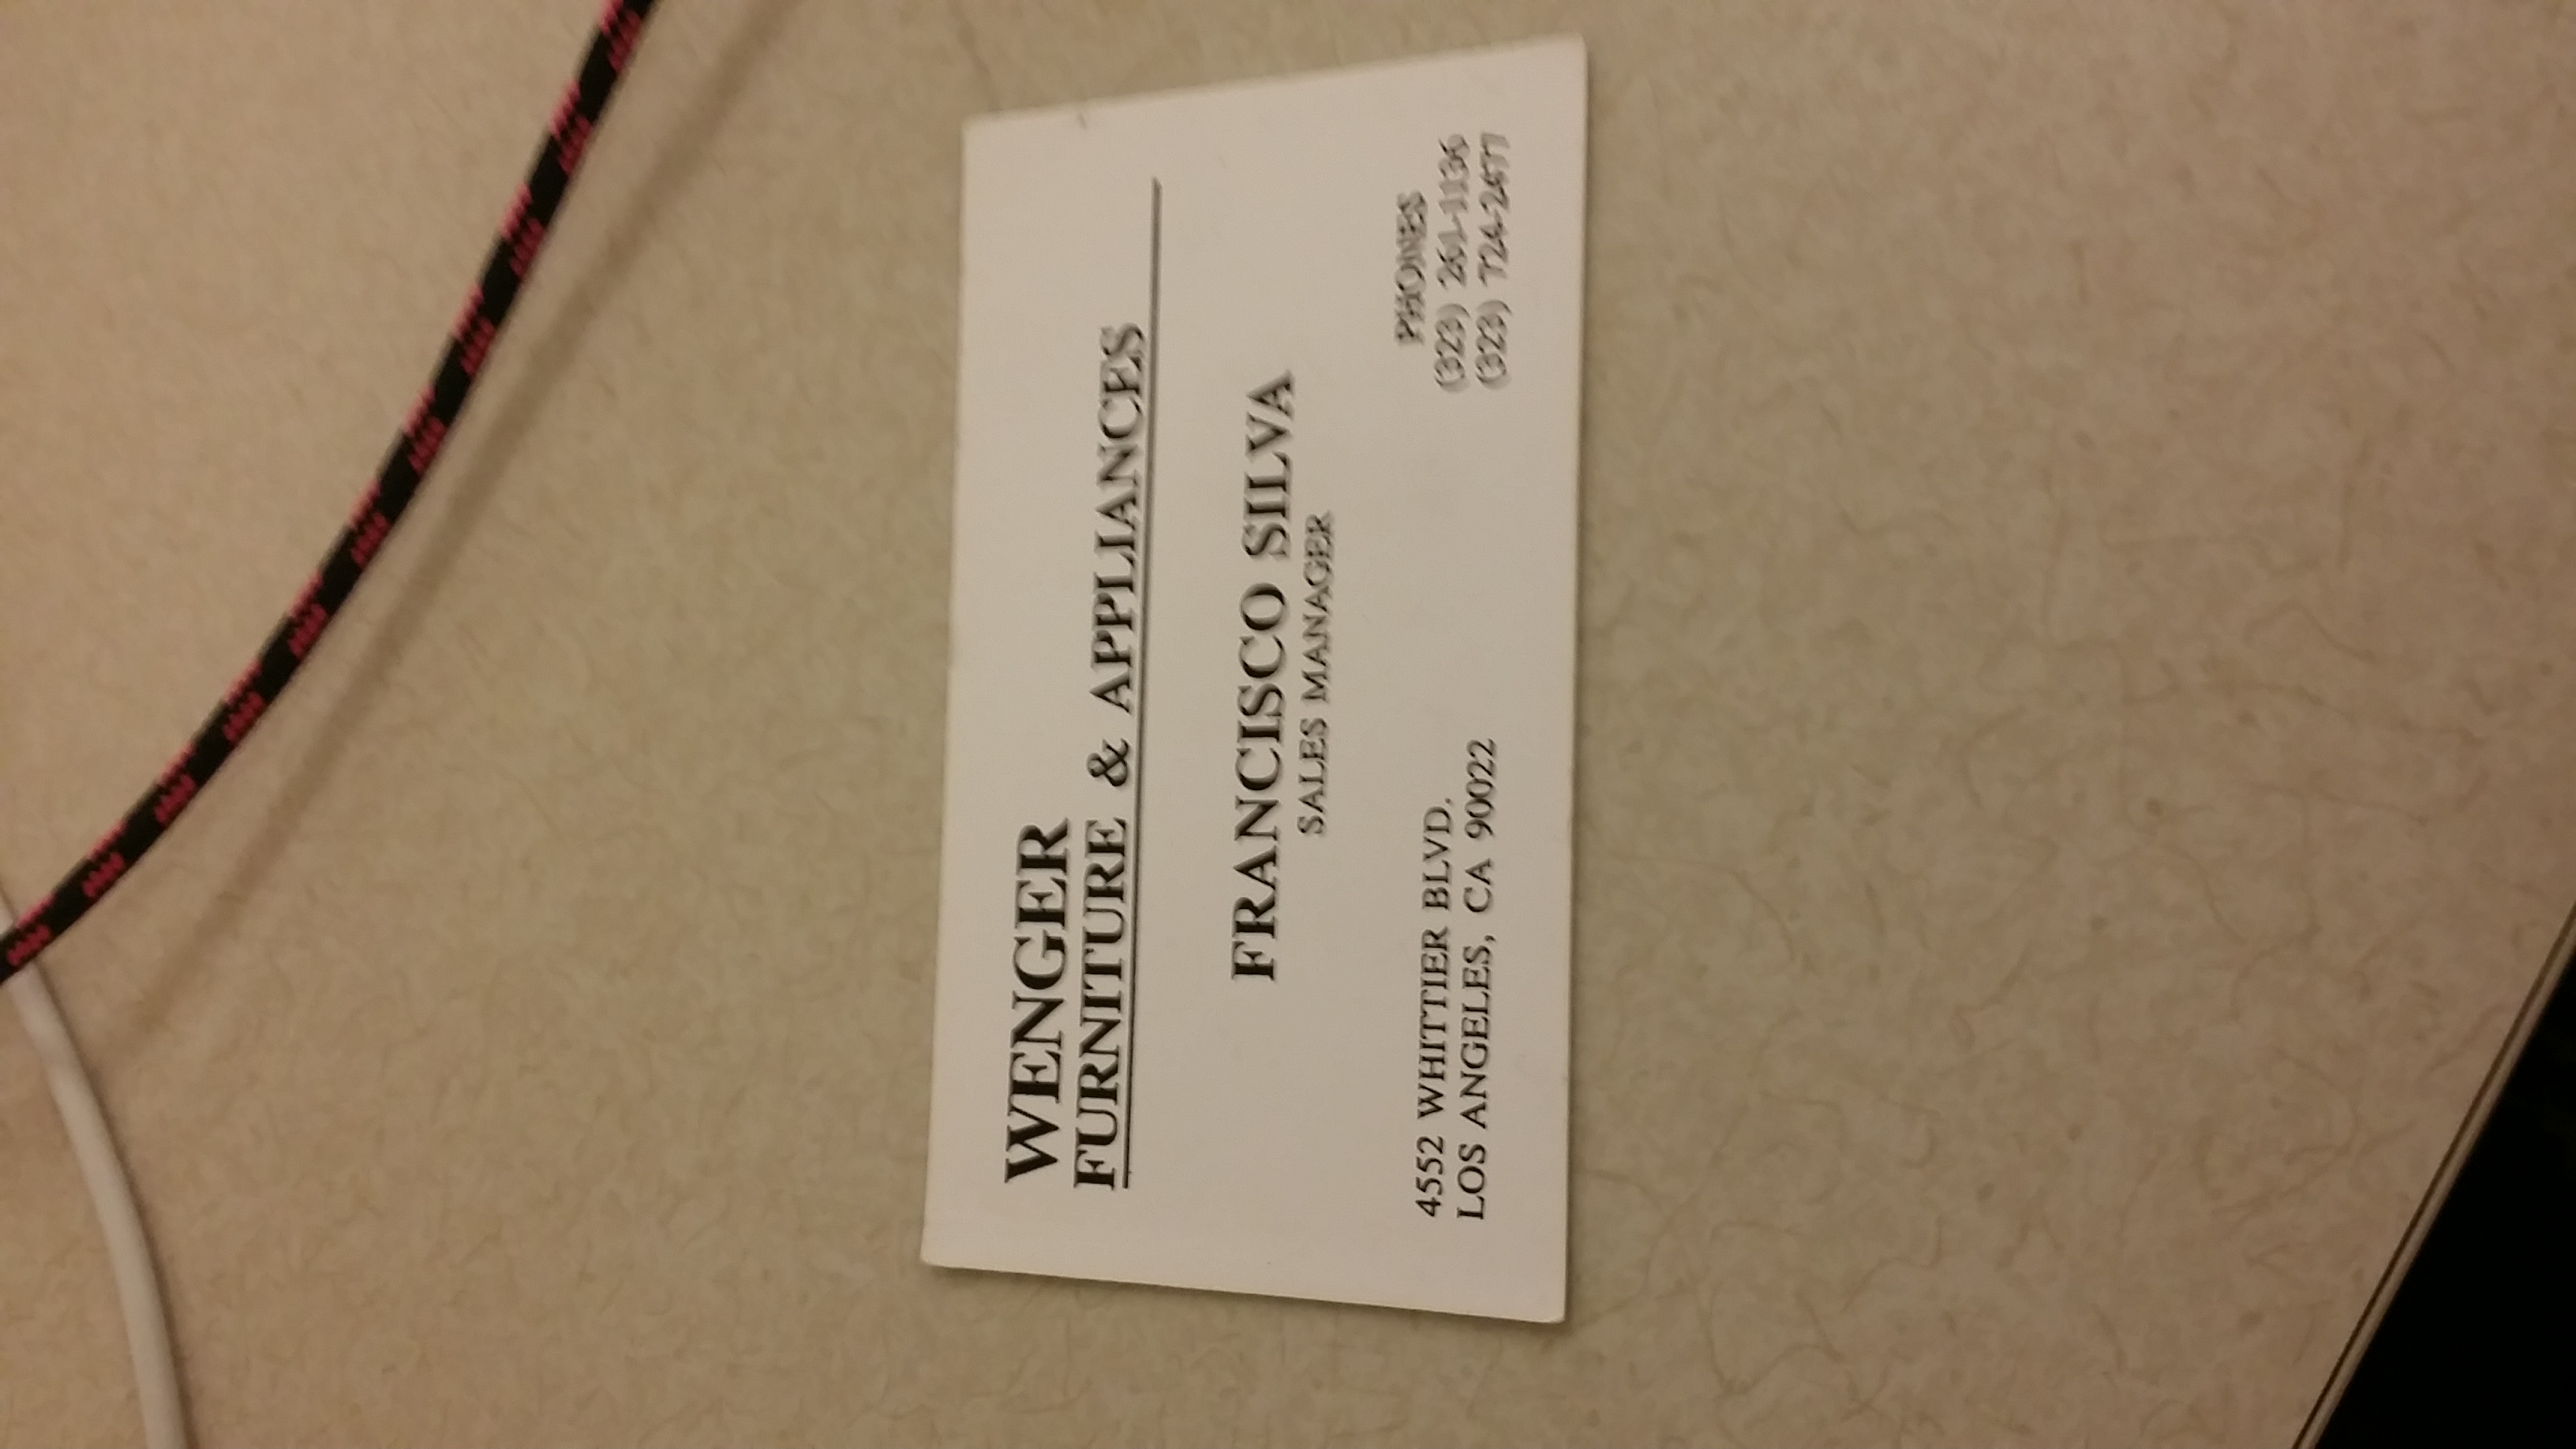 WENGER
FURNITURE & APPLIANCES
FRANCISCO SILVA
SALES MANAGER
4552 WHITTIER BLVD.
LOS ANGELES, CA 90022
PHONES
(323) 261-1136
(323) 724-2477